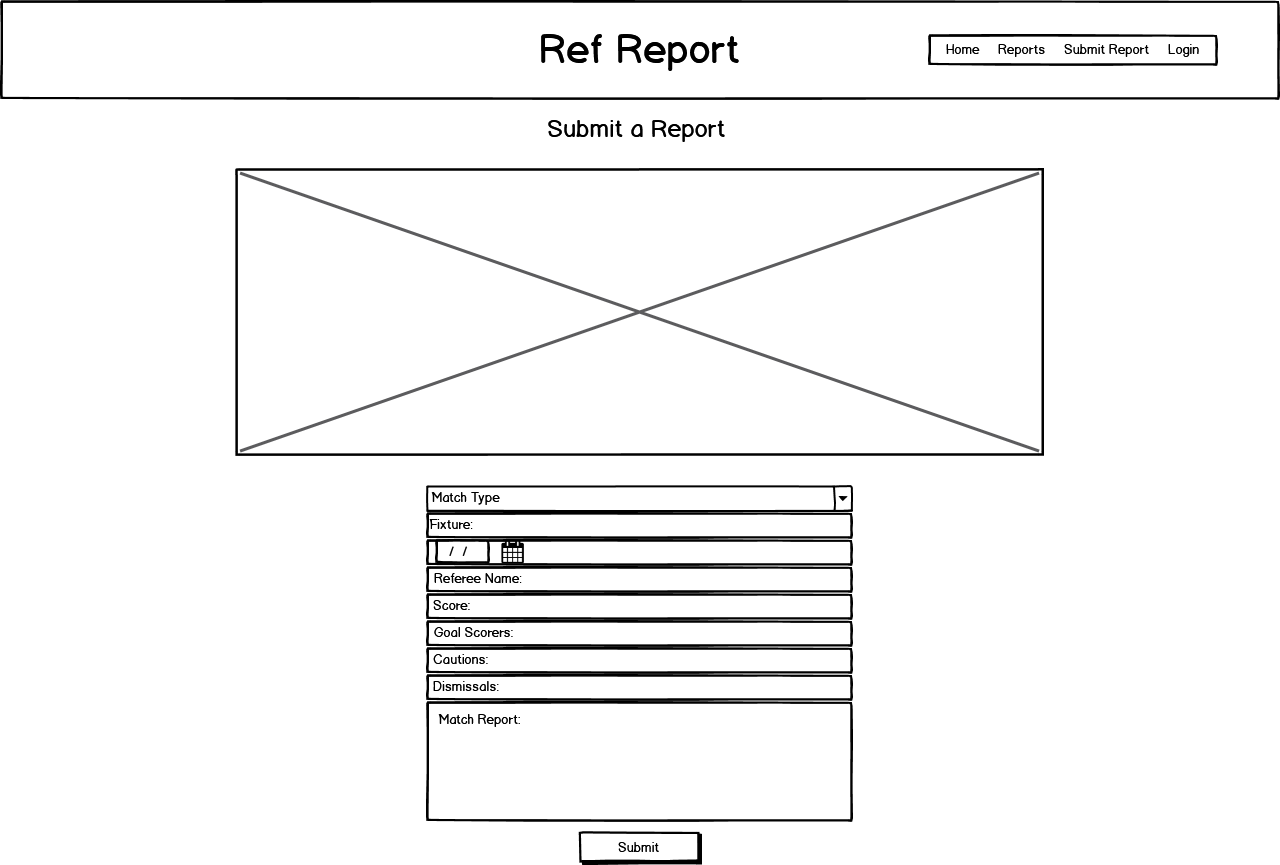 Ref Report
Home Reports Submit Report Login
Submit a Report
Match Type
Fixture:
/ /
Referee Name:
Score:
Goal Scorers:
Cautions:
Dismissals:
Match Report:
Submit